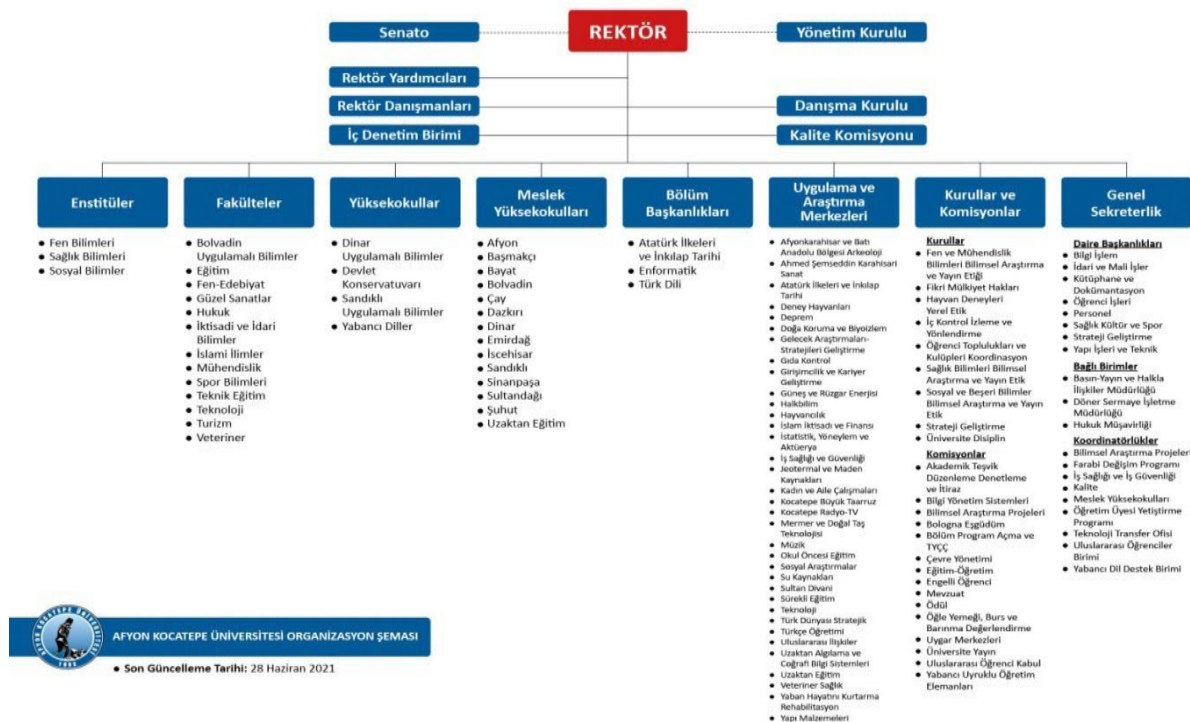 REKTÖR
Senato
Yönetim Kurulu
Rektör Yardımcıları
Rektör Danışmanları
Danışma Kurulu
İç Denetim Birimi
Kalite Komisyonu
Enstitüler
• Fen Bilimleri
• Sağlık Bilimleri
• Sosyal Bilimler
Fakülteler
• Bolvadin
Uygulamalı Bilimler
• Eğitim
• Fen-Edebiyat
• Güzel Sanatlar
• Hukuk
• İktisadi ve İdari
Bilimler
• İslami İlimler
• Mühendislik
• Spor Bilimleri
• Teknik Eğitim
• Teknoloji
• Turizm
• Veteriner
Yüksekokullar
• Dinar
Uygulamalı Bilimler
• Devlet
Konservatuvarı
• Sandıklı
Uygulamalı Bilimler
• Yabancı Diller
Meslek
Yüksekokulları
• Afyon
• Başmakçı
• Bayat
• Bolvadin
• Çay
• Dazkırı
• Dinar
• Emirdağ
• İscehisar
• Sandıklı
• Sinanpaşa
• Sultandağı
• Şuhut
• Uzaktan Eğitim
Bölüm
Başkanlıkları
• Atatürk İlkeleri
ve İnkılap Tarihi
• Enformatik
• Türk Dili
Uygulama ve
Araştırma
Merkezleri
• Afyonkarahisar ve Batı
Anadolu Bölgesi Arkeoloji
• Ahmed Şemseddin Karahisari
Sanat
• Atatürk İlkeleri ve İnkılap
Tarihi
• Deney Hayvanları
• Deprem
• Doğa Koruma ve Biyoizlem
• Gelecek Araştırmaları-
Stratejileri Geliştirme
• Gıda Kontrol
• Girişimcilik ve Kariyer
Geliştirme
• Güneş ve Rüzgar Enerjisi
• Halkbilim
• Hayvancılık
• İslam İktisadı ve Finansı
• İstatistik, Yöneylem ve
Aktüerya
• İş Sağlığı ve Güvenliği
• Jeotermal ve Maden
Kaynakları
• Kadın ve Aile Çalışmaları
• Kocatepe Büyük Taarruz
• Kocatepe Radyo-TV
• Mermer ve Doğal Taş
Teknolojisi
• Müzik
• Okul Öncesi Eğitim
• Sosyal Araştırmalar
• Su Kaynakları
• Sultan Divani
• Sürekli Eğitim
• Teknoloji
• Türk Dünyası Stratejik
• Türkçe Öğretimi
• Uluslararası İlişkiler
• Uzaktan Algılama ve
Coğrafi Bilgi Sistemleri
• Uzaktan Eğitim
• Veteriner Sağlık
• Yaban Hayatını Kurtarma
Rehabilitasyon
• Yapı Malzemeleri
Kurullar ve
Komisyonlar
Kurullar
• Fen ve Mühendislik
Bilimleri Bilimsel Araştırma
ve Yayın Etiği
• Fikri Mülkiyet Hakları
• Hayvan Deneyleri
Yerel Etik
• İç Kontrol İzleme ve
Yönlendirme
• Öğrenci Toplulukları ve
Kulüpleri Koordinasyon
• Sağlık Bilimleri Bilimsel
Araştırma ve Yayın Etik
• Sosyal ve Beşeri Bilimler
Bilimsel Araştırma ve Yayın
Etik
• Strateji Geliştirme
• Üniversite Disiplin
Komisyonlar
• Akademik Teşvik
Düzenleme Denetleme
ve İtiraz
• Bilgi Yönetim Sistemleri
• Bilimsel Araştırma Projeleri
• Bologna Eşgüdüm
• Bölüm Program Açma ve
TYÇÇ
• Çevre Yönetimi
• Eğitim-Öğretim
• Engelli Öğrenci
• Mevzuat
• Ödül
• Öğle Yemeği, Burs ve
Barınma Değerlendirme
• Uygar Merkezleri
• Üniversite Yayın
• Uluslararası Öğrenci Kabul
• Yabancı Uyruklu Öğretim
Elemanları
Genel
Sekreterlik
Daire Başkanlıkları
• Bilgi İşlem
• İdari ve Mali İşler
• Kütüphane ve
Dokümantasyon
• Öğrenci İşleri
• Personel
• Sağlık Kültür ve Spor
• Strateji Geliştirme
• Yapı İşleri ve Teknik
Bağlı Birimler
• Basın-Yayın ve Halkla
İlişkiler Müdürlüğü
• Döner Sermaye İşletme
Müdürlüğü
• Hukuk Müşavirliği
Koordinatörlükler
• Bilimsel Araştırma Projeleri
• Farabi Değişim Programı
• İş Sağlığı ve İş Güvenliği
• Kalite
• Meslek Yüksekokulları
• Öğretim Üyesi Yetiştirme
Programı
• Teknoloji Transfer Ofisi
• Uluslararası Öğrenciler
Birimi
• Yabancı Dil Destek Birimi
AFYON KOCATEPE ÜNİVERSİTESİ
1992
AFYON KOCATEPE ÜNİVERSİTESİ ORGANİZASYON ŞEMASI
• Son Güncelleme Tarihi: 28 Haziran 2021